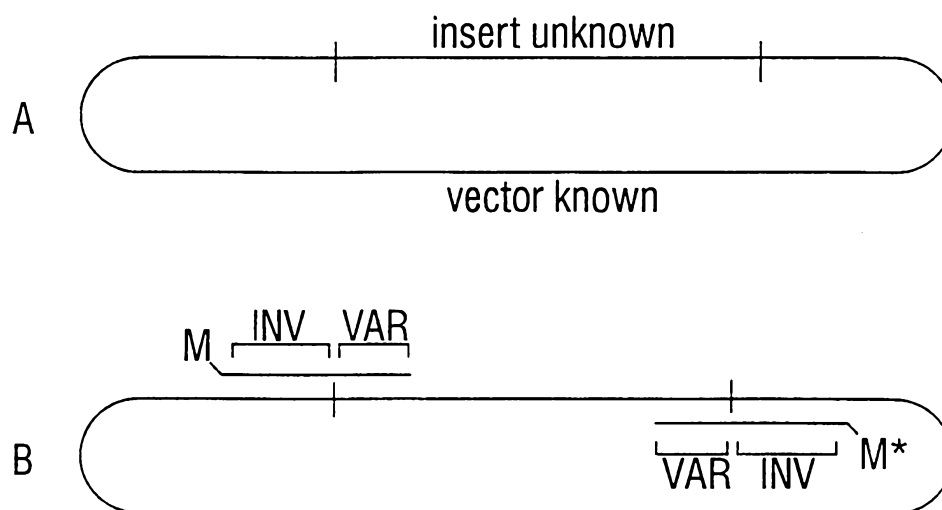 insert unknown
A
vector known
INV VAR
M
B
VAR INV M*